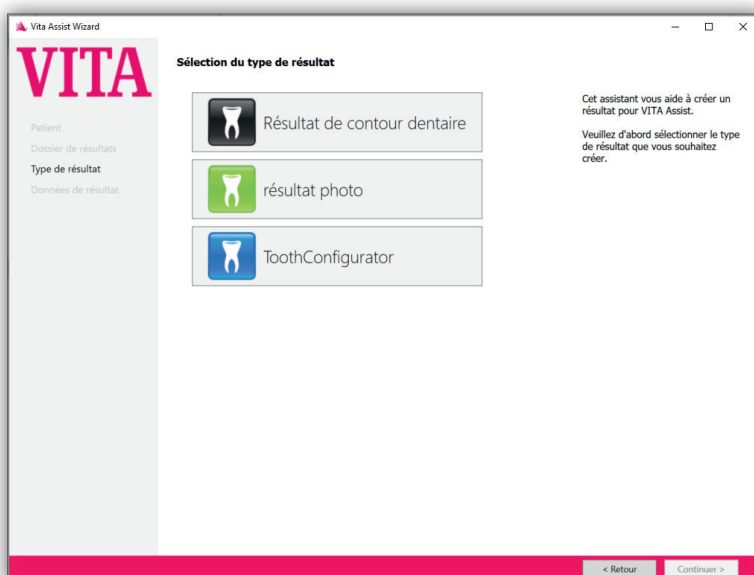 Vita Assist Wizard
VITA
Patient
Dossier de résultats
Type de résultat
Données de résultat
Sélection du type de résultat
Résultat de contour dentaire
résultat photo
ToothConfigurator
Cet assistant vous aide à créer un
résultat pour VITA Assist.
Veuillez d'abord sélectionner le type
de résultat que vous souhaitez
créer.
< Retour
Continuer >